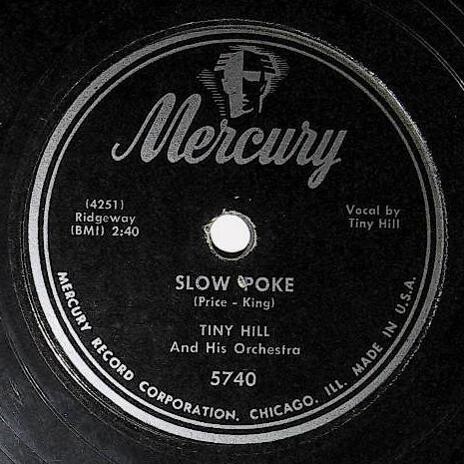 Mercury
(4251)
Ridgeway
(BMI) 2:40
Vocal by
Tiny Hill
SLOW POKE
(Price - King)
TINY HILL
And His Orchestra
5740
MERCURY RECORD CORPORATION, CHICAGO, ILL. MADE IN U.S.A.